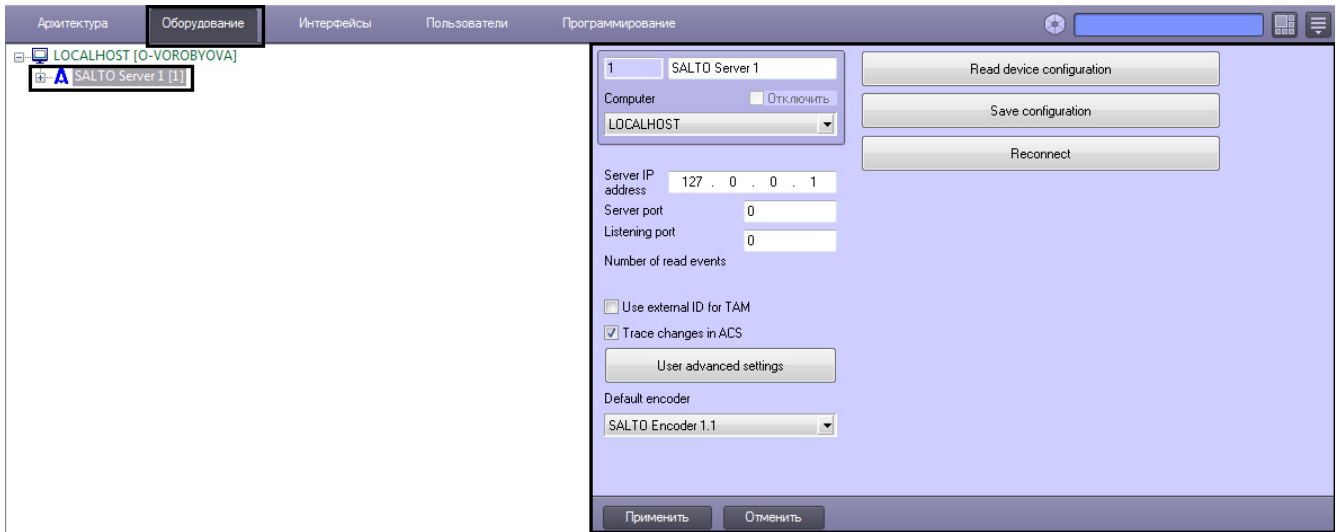 Архитектура Оборудование Интерфейсы Пользователи Программирование
LOCALHOST [O-VOROBYOVA]
SALTO Server 1 [1]
1 SALTO Server 1
Computer Отключить
LOCALHOST
Server IP
address
127 . 0 . 0 . 1
Server port 0
Listening port 0
Number of read events
Use external ID for TAM
Trace changes in ACS
User advanced settings
Default encoder
SALTO Encoder 1.1
Read device configuration
Save configuration
Reconnect
Применить Отменить